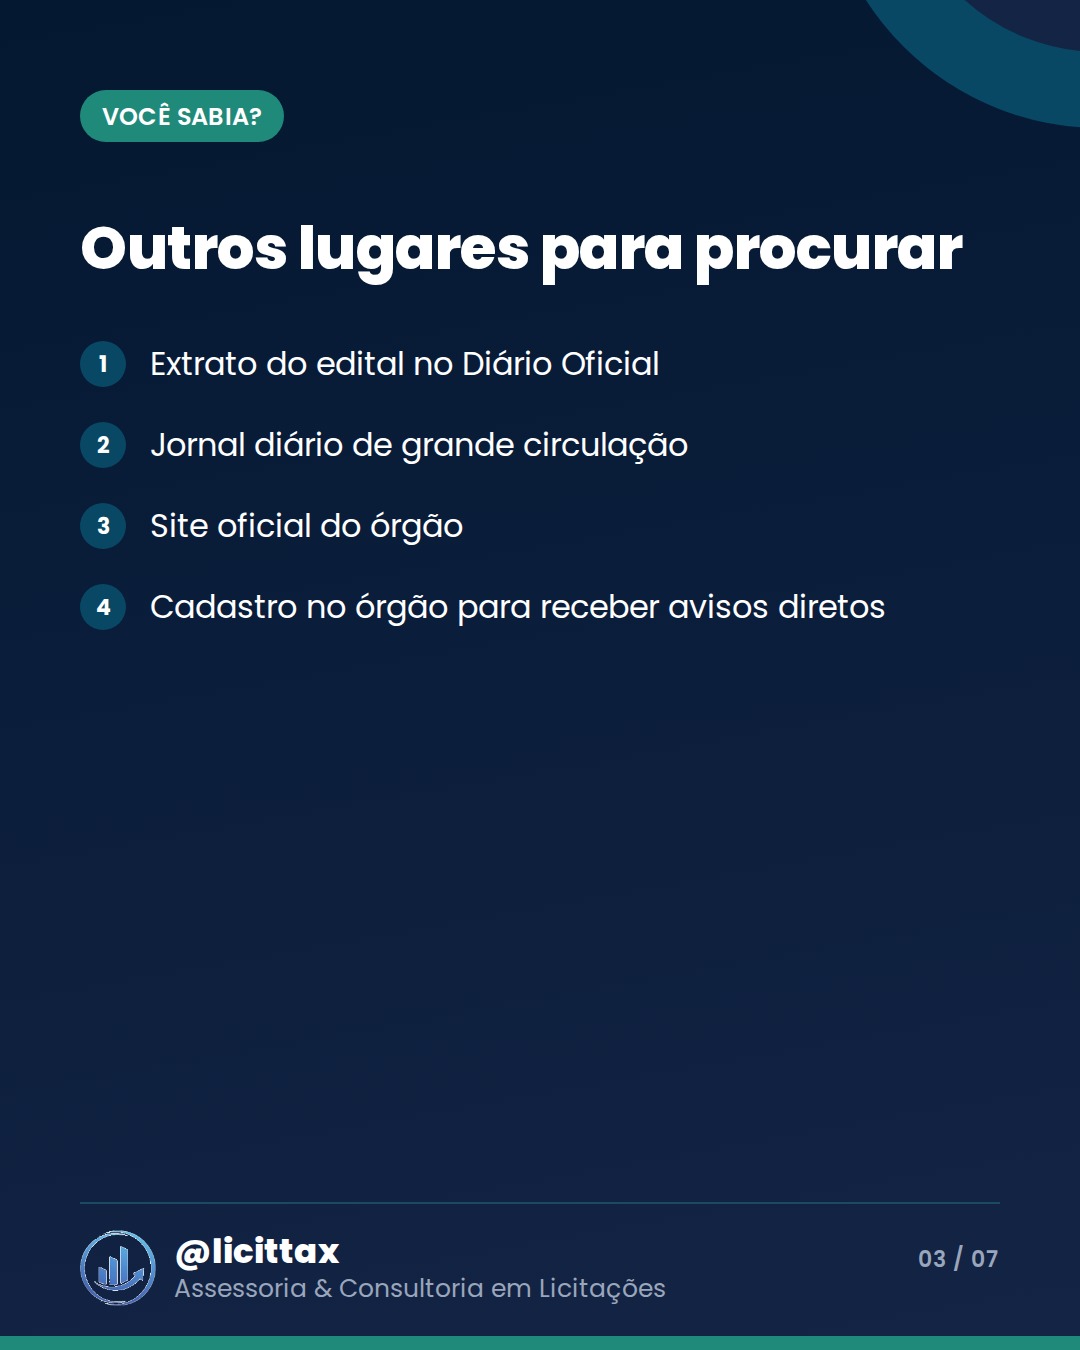 VOCÊ SABIA?
Outros lugares para procurar
1 Extrato do edital no Diário Oficial
2 Jornal diário de grande circulação
3 Site oficial do órgão
4 Cadastro no órgão para receber avisos diretos
@licittax
Assessoria & Consultoria em Licitações
03 / 07